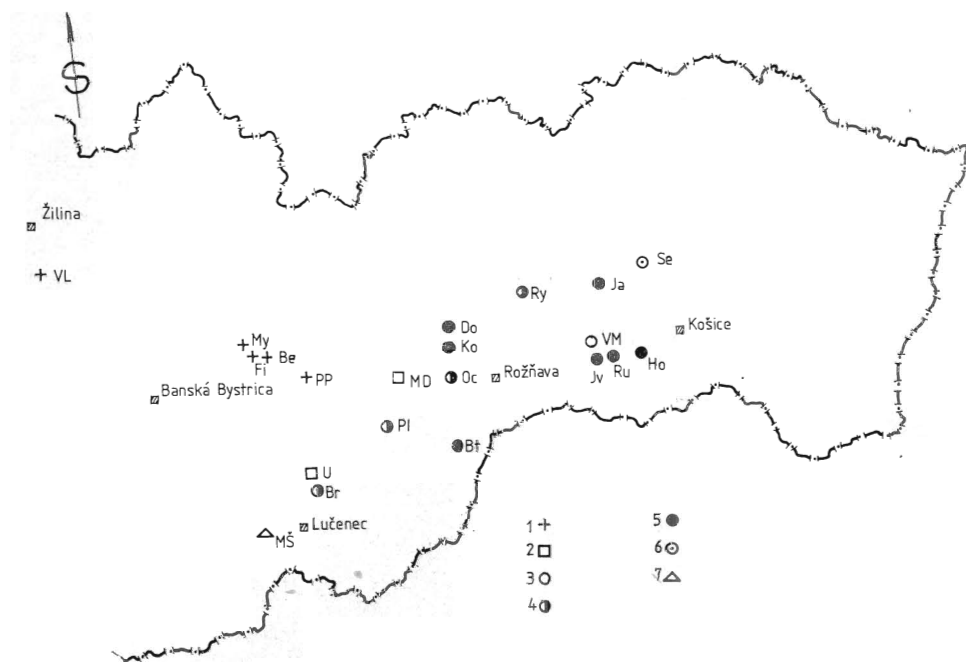 S
Žilina
VL
Se
Ry
Ja
Do
Košice
My
VM
Ko
Be
Fi
Jv
Ru
Ho
PP
MD
Oc
Rožňava
Banská Bystrica
Pl
Bt
U
Br
Lučenec
MŠ
1
5
2
6
3
7
4